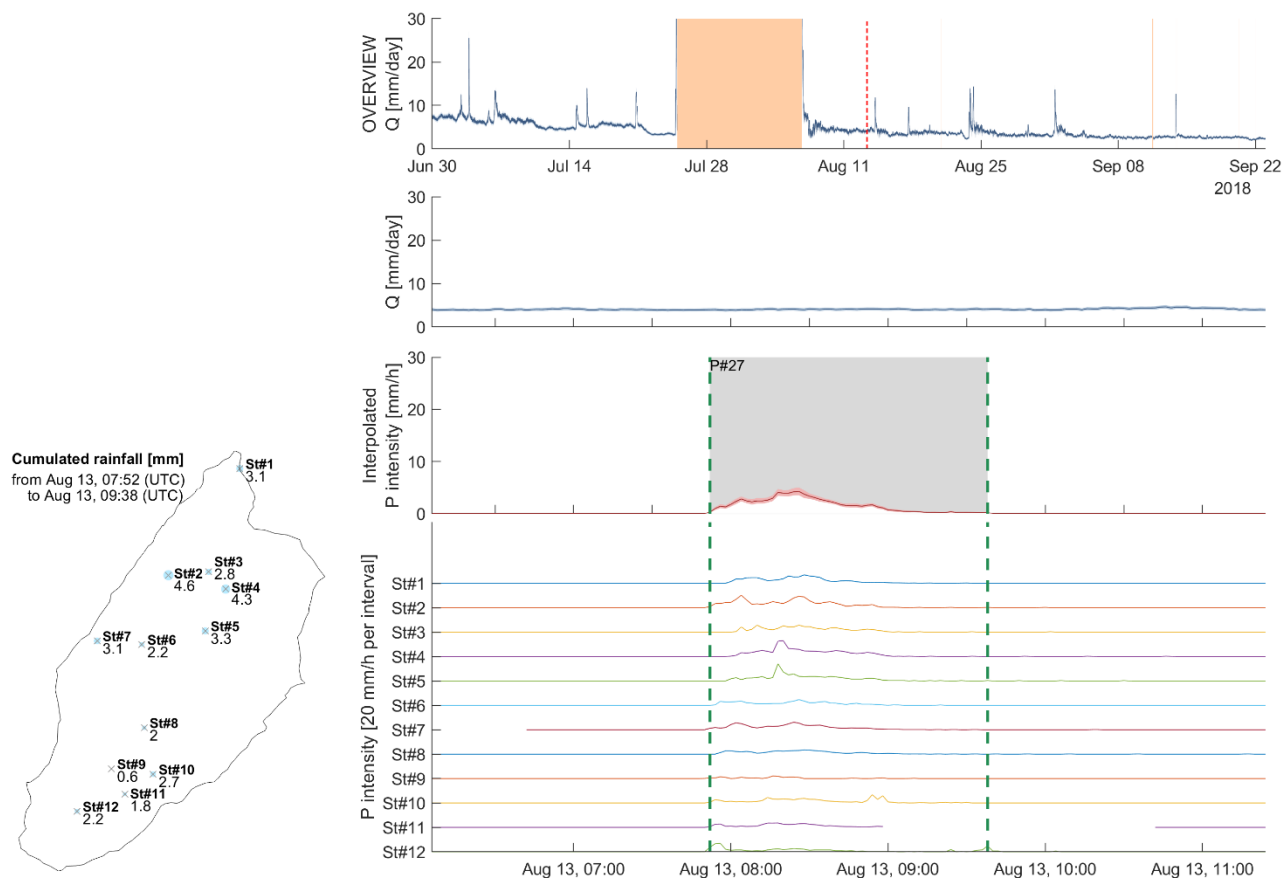 OVERVIEW
Q [mm/day]
30
20
10
0
Jun 30
Jul 14
Jul 28
Aug 11
Aug 25
Sep 08
Sep 22
2018
Q [mm/day]
30
20
10
0
Interpolated
P intensity [mm/h]
30
20
10
0
P#27
Cumulated rainfall [mm]
from Aug 13, 07:52 (UTC)
to Aug 13, 09:38 (UTC)
St#1
3.1
St#2
4.6
St#3
2.8
St#4
4.3
St#5
3.3
St#7
3.1
St#6
2.2
St#8
2
St#9
0.6
St#10
2.7
St#11
1.8
St#12
2.2
P intensity [20 mm/h per interval]
St#1
St#2
St#3
St#4
St#5
St#6
St#7
St#8
St#9
St#10
St#11
St#12
Aug 13, 07:00
Aug 13, 08:00
Aug 13, 09:00
Aug 13, 10:00
Aug 13, 11:00